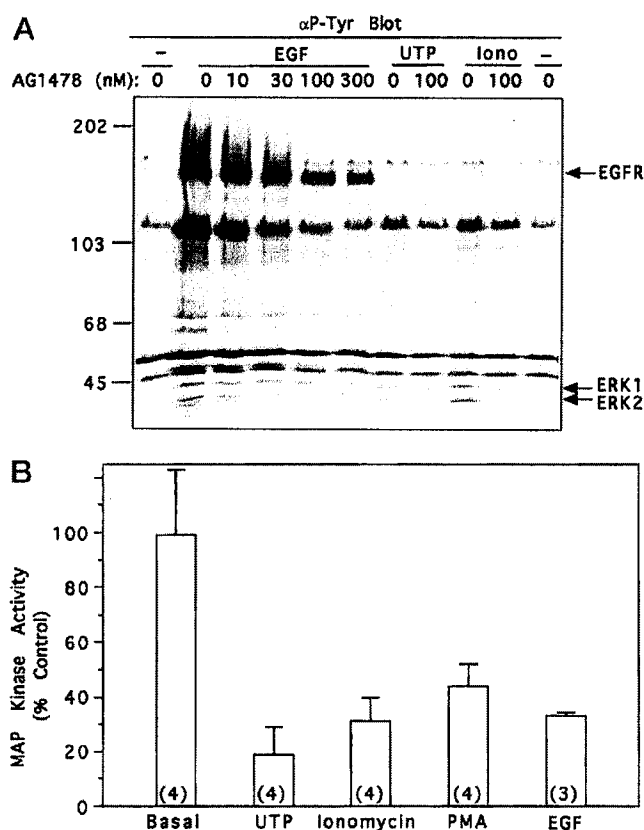 A
αP-Tyr Blot
– EGF UTP Iono –
AG1478 (nM): 0 0 10 30 100 300 0 100 0 100 0
202
EGFR
103
68
45
ERK1
ERK2
B
MAP Kinase Activity
(% Control)
100
80
60
40
20
0
(4) (4) (4) (4) (3)
Basal UTP Ionomycin PMA EGF